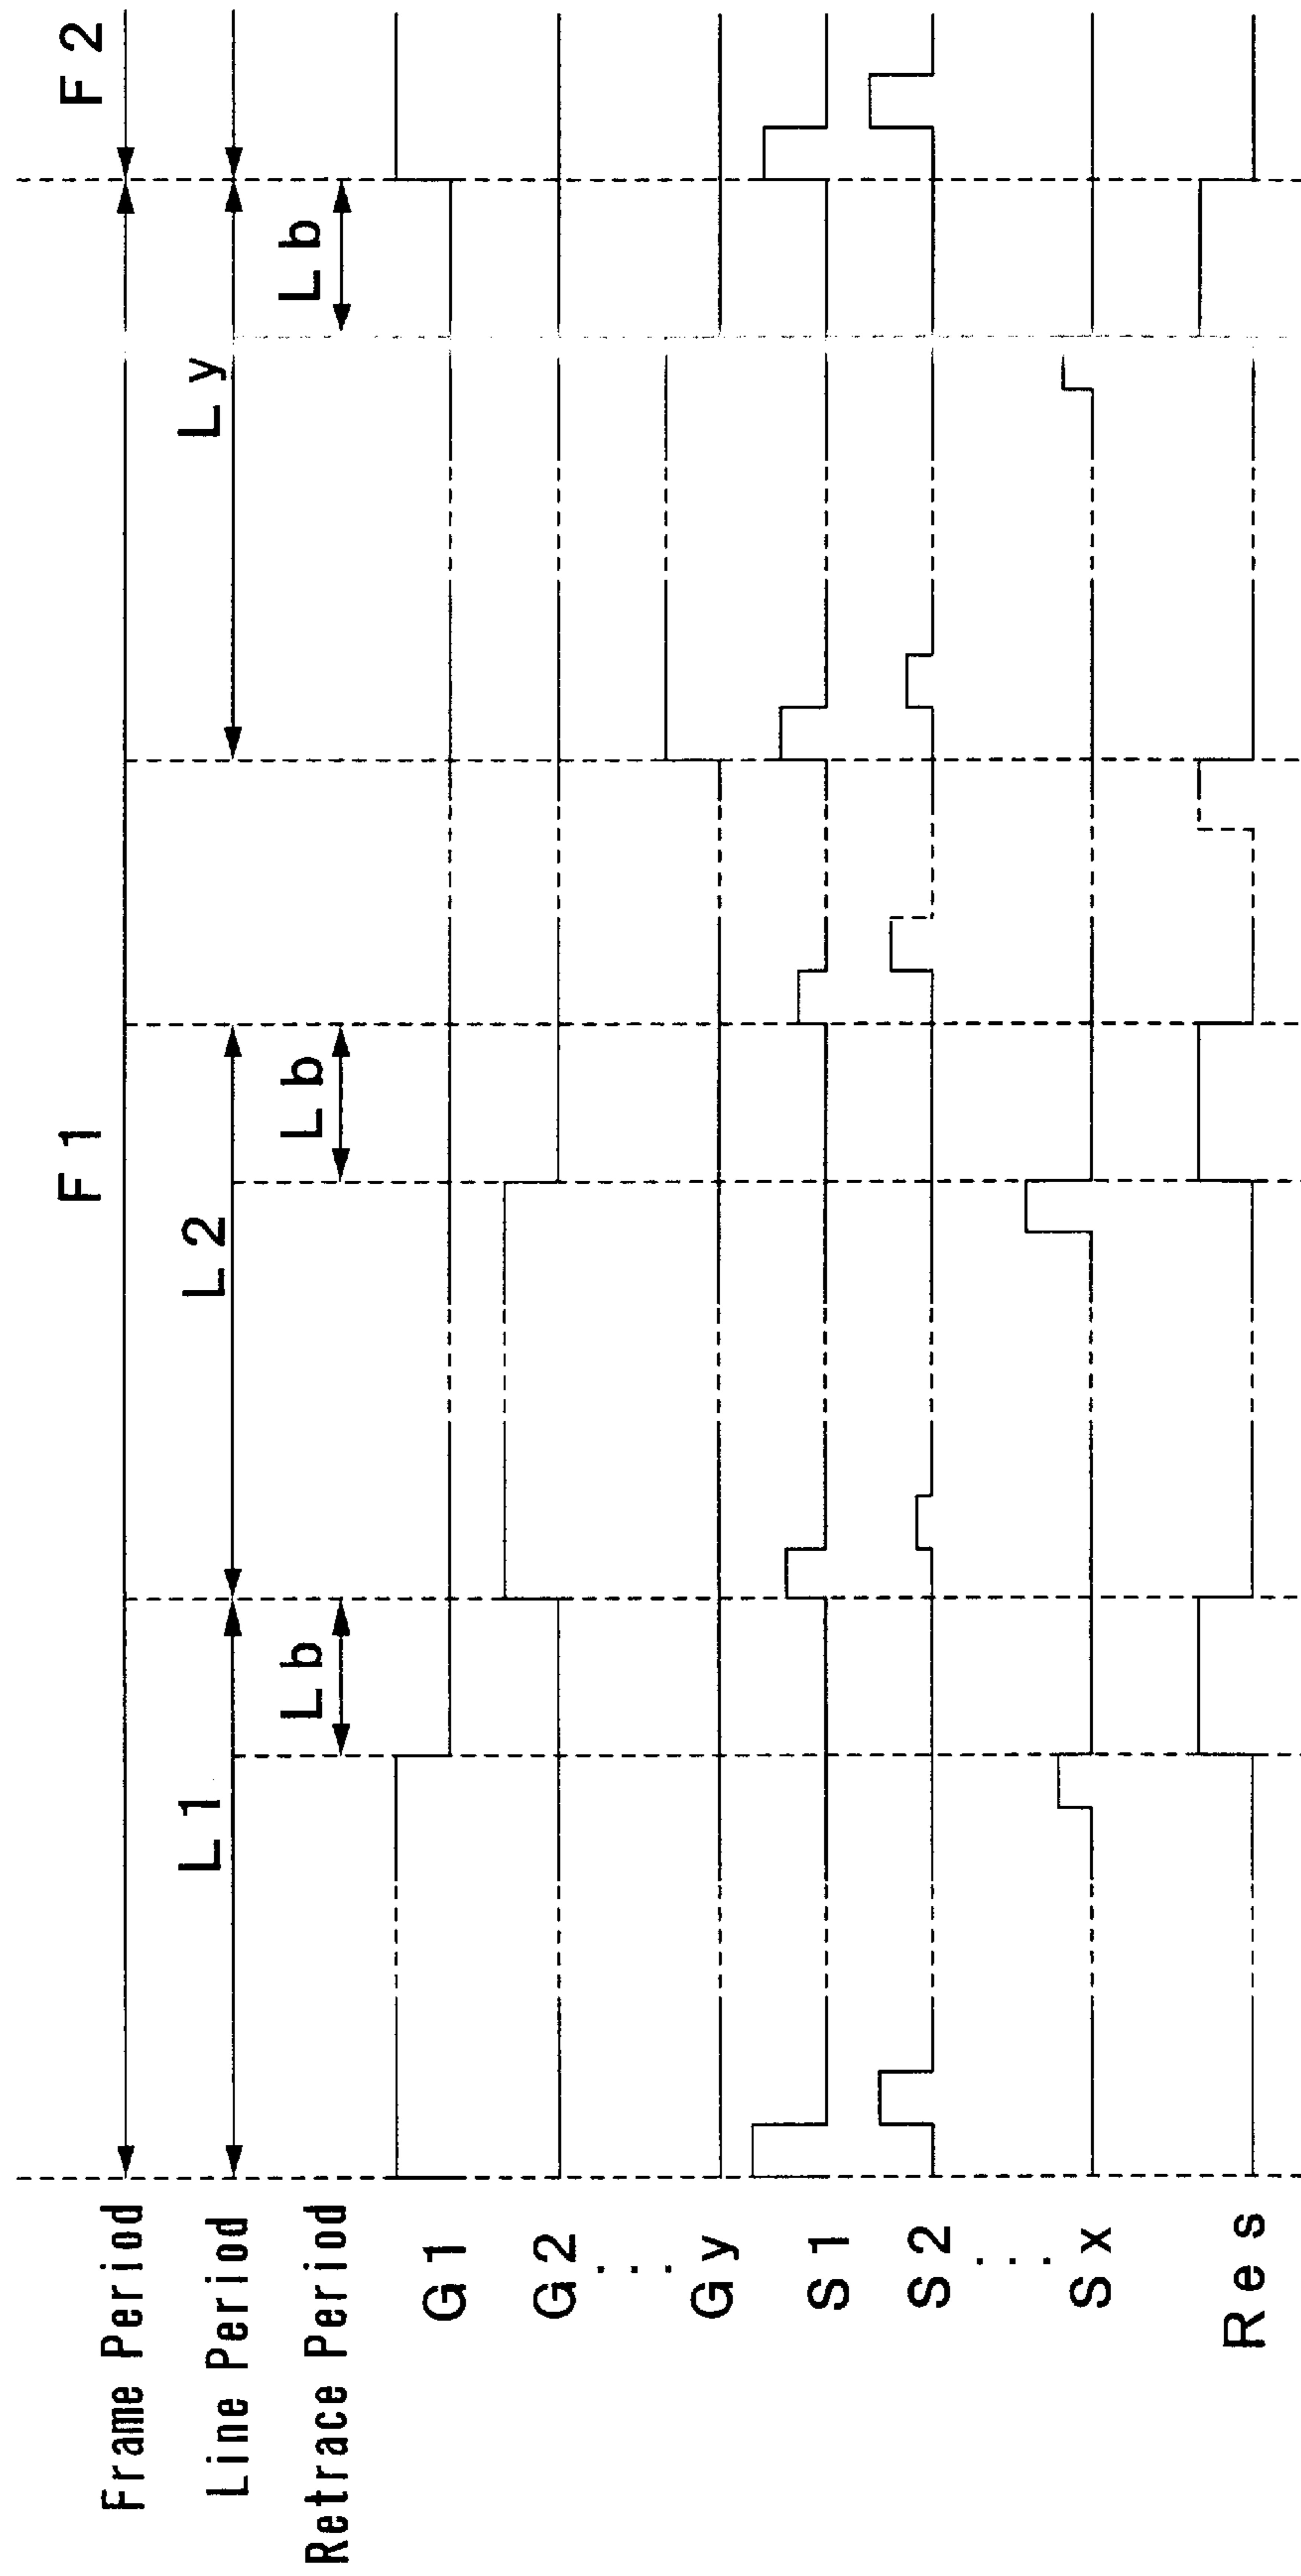 F1
F2
Frame Period
L1
L2
Ly
Line Period
Lb
Lb
Lb
Retrace Period
G1
G2
...
Gy
S1
S2
...
Sx
Res